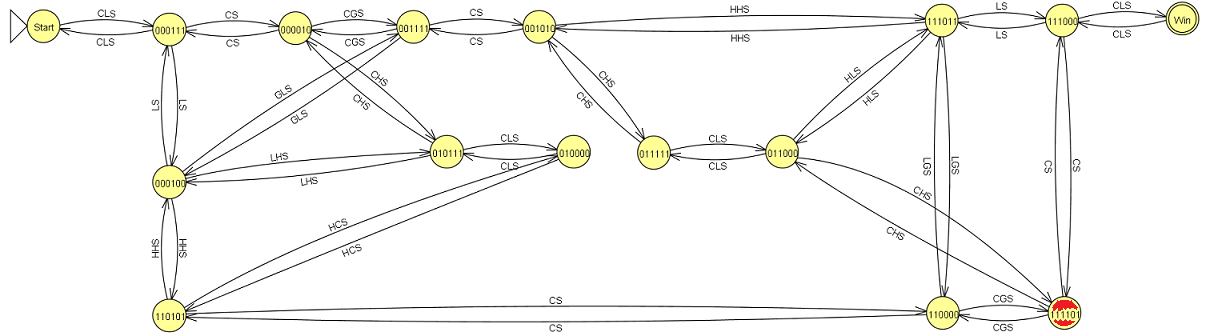 Start
CLS
CLS
000111
CS
CS
000010
CGS
CGS
001111
CS
CS
001010
HHS
HHS
111011
LS
LS
111000
CLS
CLS
Win
LS
LS
GLS
GLS
CHS
CHS
CHS
CHS
HLS
HLS
LHS
LHS
010111
CLS
CLS
010000
011111
CLS
CLS
011000
000100
LGS
LGS
CS
CS
HHS
HHS
HCS
HCS
CHS
CHS
110101
CS
CS
110000
CGS
CGS
111101